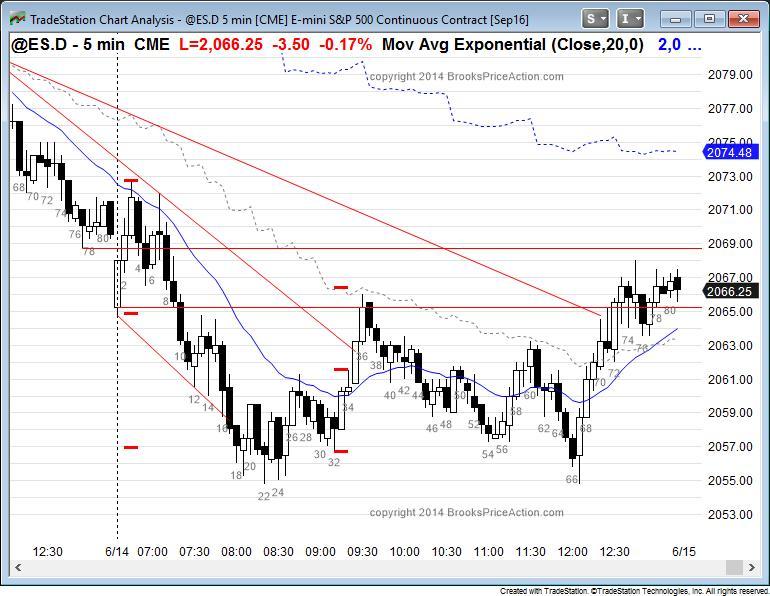 TradeStation Chart Analysis - @ES.D 5 min [CME] E-mini S&P 500 Continuous Contract [Sep16]
S I
@ES.D - 5 min CME L=2,066.25 -3.50 -0.17% Mov Avg Exponential (Close,20,0) 2,0 ...
copyright 2014 BrooksPriceAction.com
2079.00
2077.00
2075.00
2074.48
2073.00
2071.00
2069.00
2067.00
2066.25
2065.00
2063.00
2061.00
2059.00
2057.00
2055.00
2053.00
68 70 72 74 76 78 80
2 4 6 8 10 12 14 16 18 20 22 24 26 28 30 32 34 36 38 40 42 44 46 48 50 52 54 56 58 60 62 64 66 68 70 72 74 76 78 80
copyright 2014 BrooksPriceAction.com
12:30 6/14 07:00 07:30 08:00 08:30 09:00 09:30 10:00 10:30 11:00 11:30 12:00 12:30 6/15
Created with TradeStation. ©TradeStation Technologies, Inc. All rights reserved.